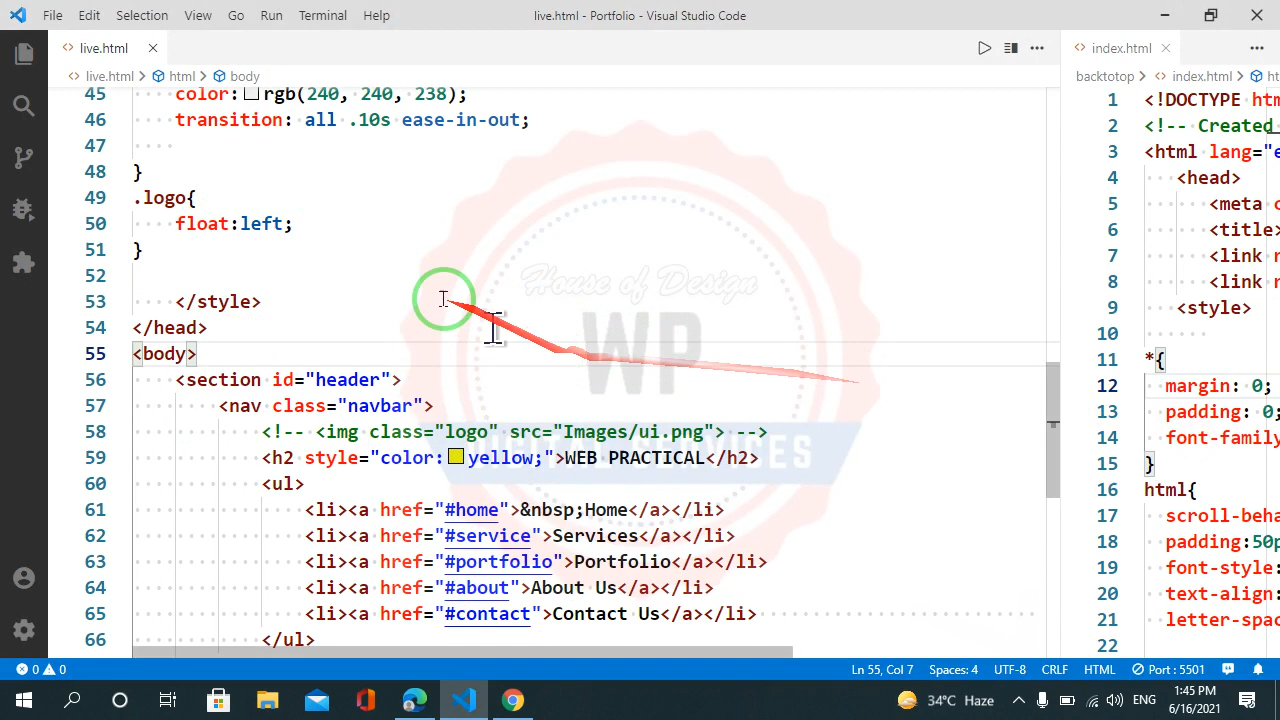 File Edit Selection View Go Run Terminal Help live.html - Portfolio - Visual Studio Code
live.html
live.html > html > body
45 color: rgb(240, 240, 238);
46 transition: all .10s ease-in-out;
47
48 }
49 .logo{
50 float:left;
51 }
52
53 </style>
54 </head>
55 <body>
56 <section id="header">
57 <nav class="navbar">
58 <!-- <img class="logo" src="Images/ui.png"> -->
59 <h2 style="color: yellow;">WEB PRACTICAL</h2>
60 <ul>
61 <li><a href="#home">&nbsp;Home</a></li>
62 <li><a href="#service">Services</a></li>
63 <li><a href="#portfolio">Portfolio</a></li>
64 <li><a href="#about">About Us</a></li>
65 <li><a href="#contact">Contact Us</a></li>
66 </ul>
index.html
backtotop > index.html > ht
1 <!DOCTYPE htm
2 <!-- Created
3 <html lang="e
4 <head>
5 <meta c
6 <title>
7 <link r
8 <link r
9 <style>
10
11 *{
12 margin: 0;
13 padding: 0;
14 font-family
15 }
16 html{
17 scroll-beha
18 padding:50p
19 font-style:
20 text-align:
21 letter-spac
22
House of Design
WP
DIGITAL SERVICES
0 0 Ln 55, Col 7 Spaces: 4 UTF-8 CRLF HTML Port : 5501
34°C Haze ENG 1:45 PM
6/16/2021